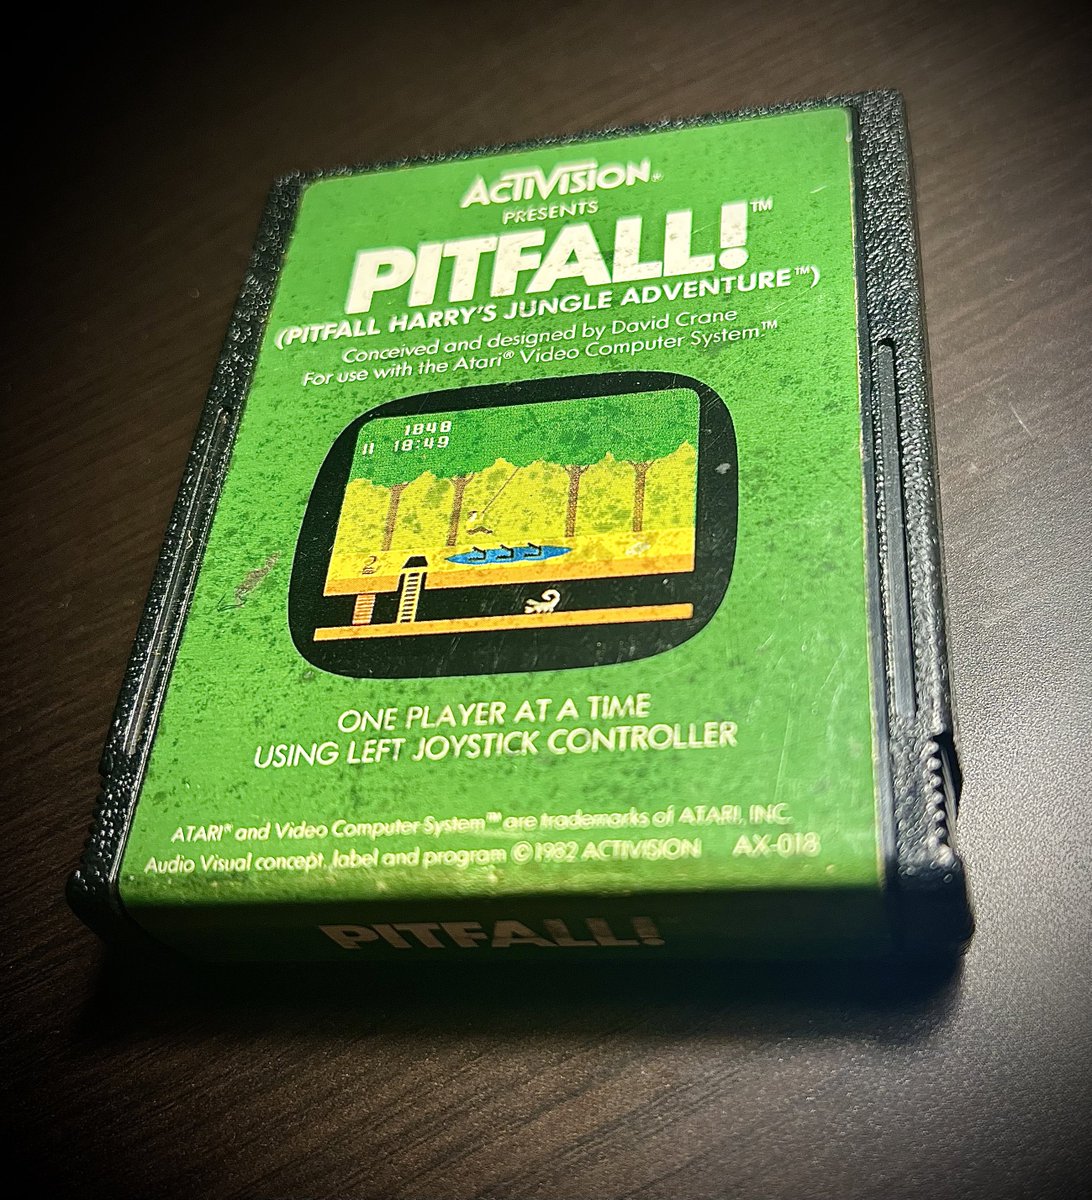 ACTIVISION®
PRESENTS
PITFALL!™
(PITFALL HARRY'S JUNGLE ADVENTURE™)
Conceived and designed by David Crane
For use with the Atari® Video Computer System™
1848
II 18:49
ONE PLAYER AT A TIME
USING LEFT JOYSTICK CONTROLLER
ATARI® and Video Computer System™ are trademarks of ATARI, INC.
Audio Visual concept, label and program ©1982 ACTIVISION AX-018
PITFALL!